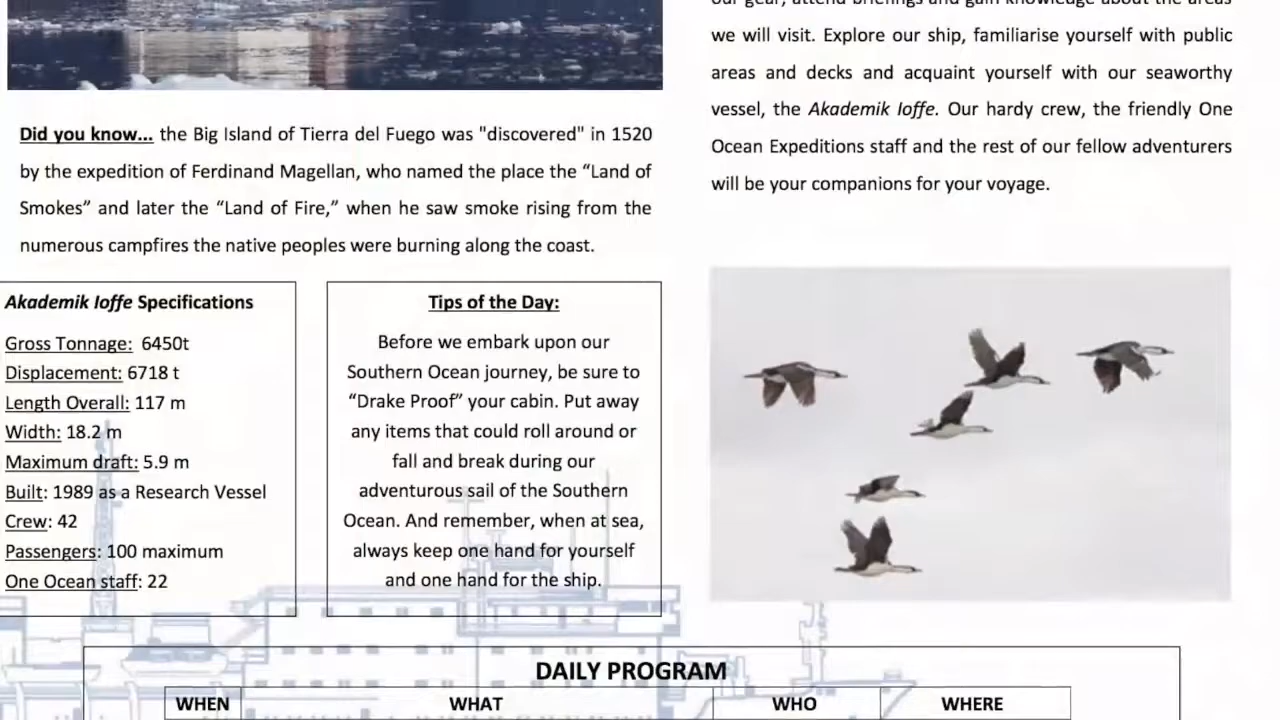 Did you know... the Big Island of Tierra del Fuego was "discovered" in 1520
by the expedition of Ferdinand Magellan, who named the place the “Land of
Smokes” and later the “Land of Fire,” when he saw smoke rising from the
numerous campfires the native peoples were burning along the coast.
Akademik Ioffe Specifications
Gross Tonnage: 6450t
Displacement: 6718 t
Length Overall: 117 m
Width: 18.2 m
Maximum draft: 5.9 m
Built: 1989 as a Research Vessel
Crew: 42
Passengers: 100 maximum
One Ocean staff: 22
Tips of the Day:
Before we embark upon our
Southern Ocean journey, be sure to
“Drake Proof” your cabin. Put away
any items that could roll around or
fall and break during our
adventurous sail of the Southern
Ocean. And remember, when at sea,
always keep one hand for yourself
and one hand for the ship.
our gear, attend briefings and gain knowledge about the areas
we will visit. Explore our ship, familiarise yourself with public
areas and decks and acquaint yourself with our seaworthy
vessel, the Akademik Ioffe. Our hardy crew, the friendly One
Ocean Expeditions staff and the rest of our fellow adventurers
will be your companions for your voyage.
DAILY PROGRAM
WHEN WHAT WHO WHERE